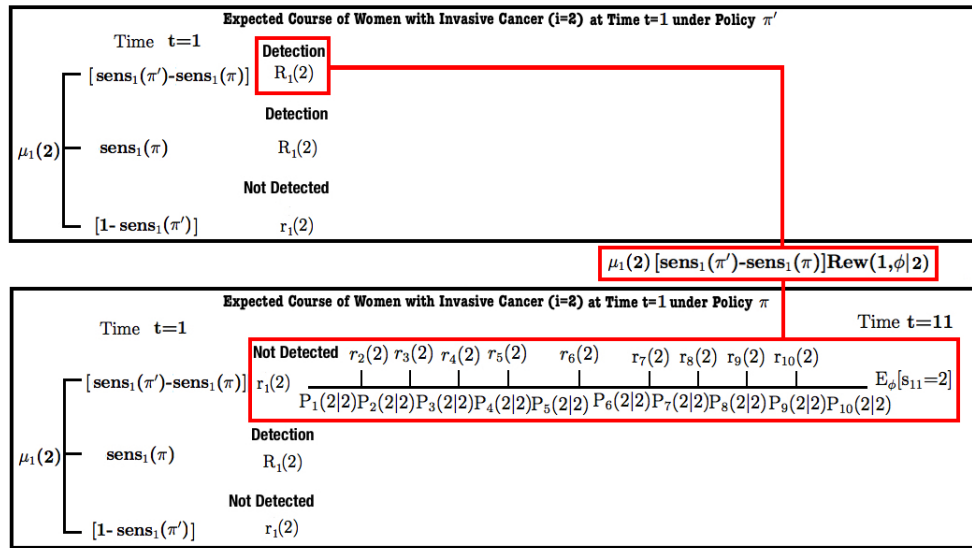 Expected Course of Women with Invasive Cancer (i=2) at Time t=1 under Policy π′
Time t=1
Detection
[sens₁(π′)-sens₁(π)] R₁(2)
Detection
μ₁(2) sens₁(π) R₁(2)
Not Detected
[1- sens₁(π′)] r₁(2)
μ₁(2) [sens₁(π′)-sens₁(π)]Rew(1,ϕ|2)
Expected Course of Women with Invasive Cancer (i=2) at Time t=1 under Policy π
Time t=1 Time t=11
Not Detected r₂(2) r₃(2) r₄(2) r₅(2) r₆(2) r₇(2) r₈(2) r₉(2) r₁₀(2)
[sens₁(π′)-sens₁(π)] r₁(2) E_ϕ[s₁₁=2]
P₁(2|2) P₂(2|2) P₃(2|2) P₄(2|2) P₅(2|2) P₆(2|2) P₇(2|2) P₈(2|2) P₉(2|2) P₁₀(2|2)
Detection
μ₁(2) sens₁(π) R₁(2)
Not Detected
[1- sens₁(π′)] r₁(2)